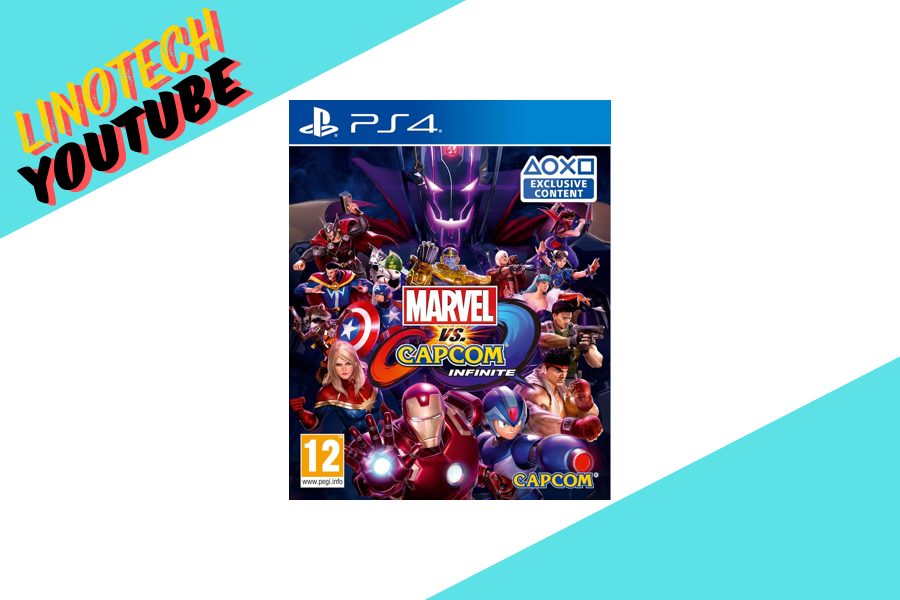 LINOTECH
YOUTUBE
PS4
EXCLUSIVE
CONTENT
MARVEL
VS.
CAPCOM
INFINITE
12
www.pegi.info
CAPCOM